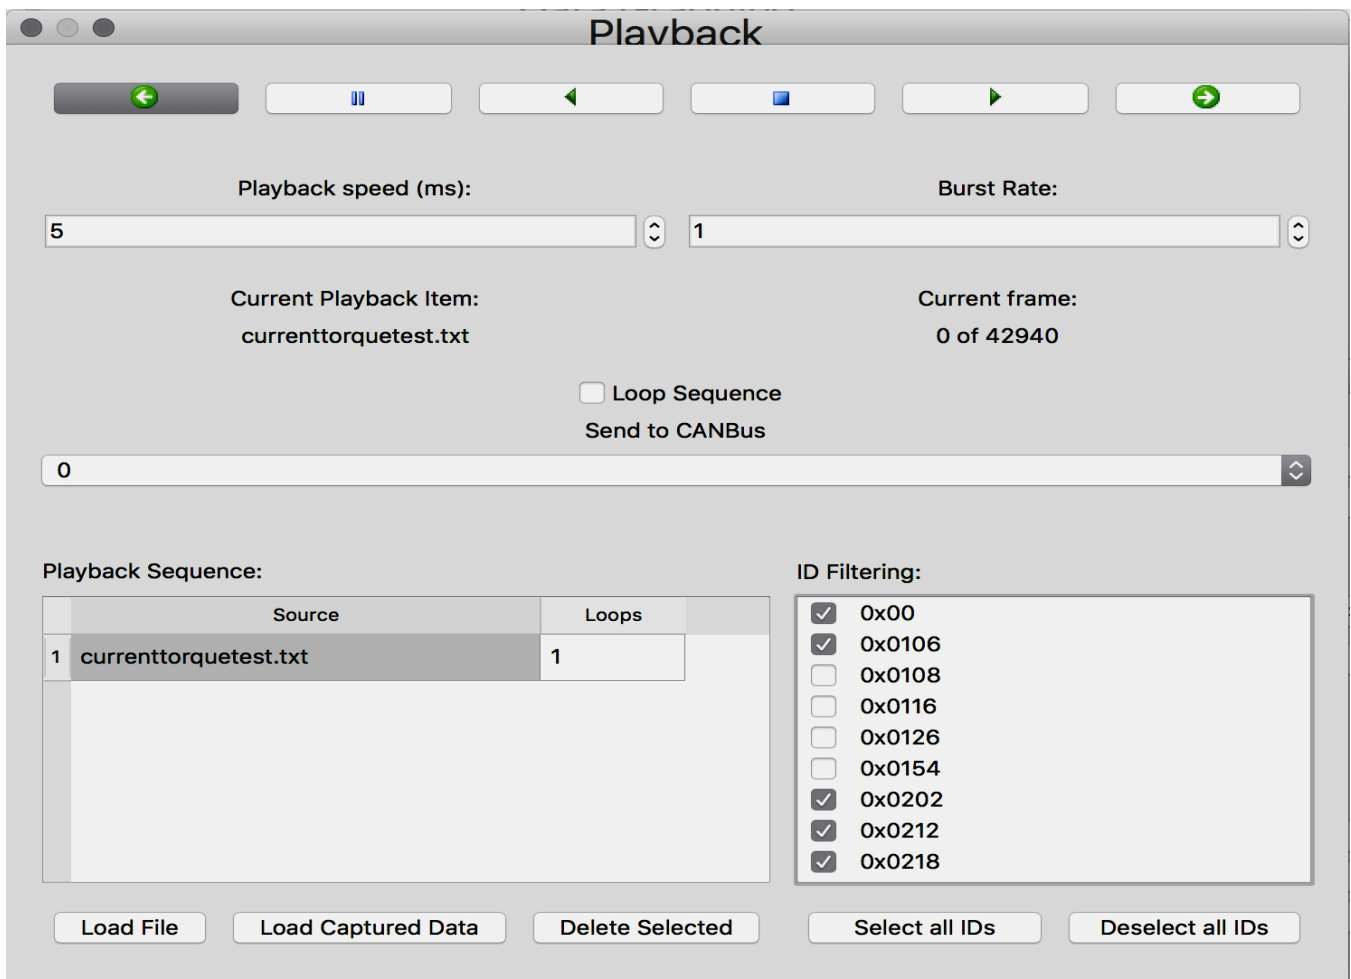 Playback
Playback speed (ms): Burst Rate:
5 1
Current Playback Item: Current frame:
currenttorquetest.txt 0 of 42940
Loop Sequence
Send to CANBus
0
Playback Sequence: ID Filtering:
Source Loops
1 currenttorquetest.txt 1
0x00
0x0106
0x0108
0x0116
0x0126
0x0154
0x0202
0x0212
0x0218
Load File Load Captured Data Delete Selected Select all IDs Deselect all IDs